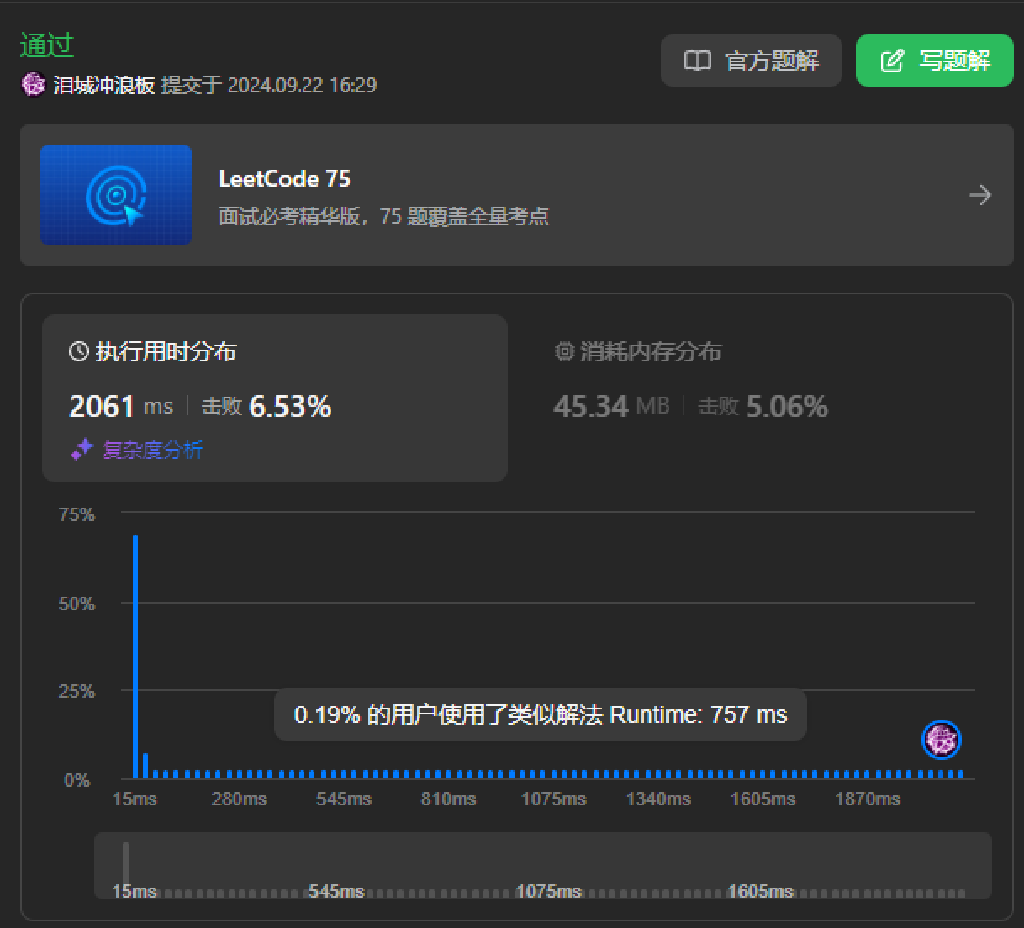 通过
官方题解
写题解
泪城冲浪板 提交于 2024.09.22 16:29
LeetCode 75
面试必考精华版，75 题覆盖全量考点
执行用时分布
2061 ms 击败 6.53%
复杂度分析
消耗内存分布
45.34 MB 击败 5.06%
75%
50%
25%
0%
0.19% 的用户使用了类似解法 Runtime: 757 ms
15ms 280ms 545ms 810ms 1075ms 1340ms 1605ms 1870ms
15ms 545ms 1075ms 1605ms